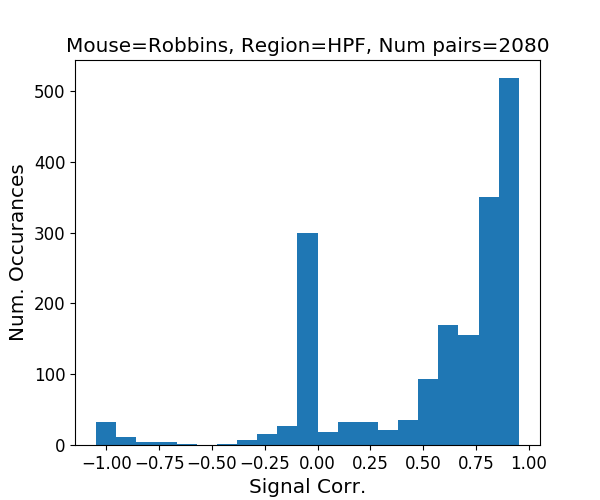 Mouse=Robbins, Region=HPF, Num pairs=2080
500
400
300
200
100
0
Num. Occurances
−1.00 −0.75 −0.50 −0.25 0.00 0.25 0.50 0.75 1.00
Signal Corr.